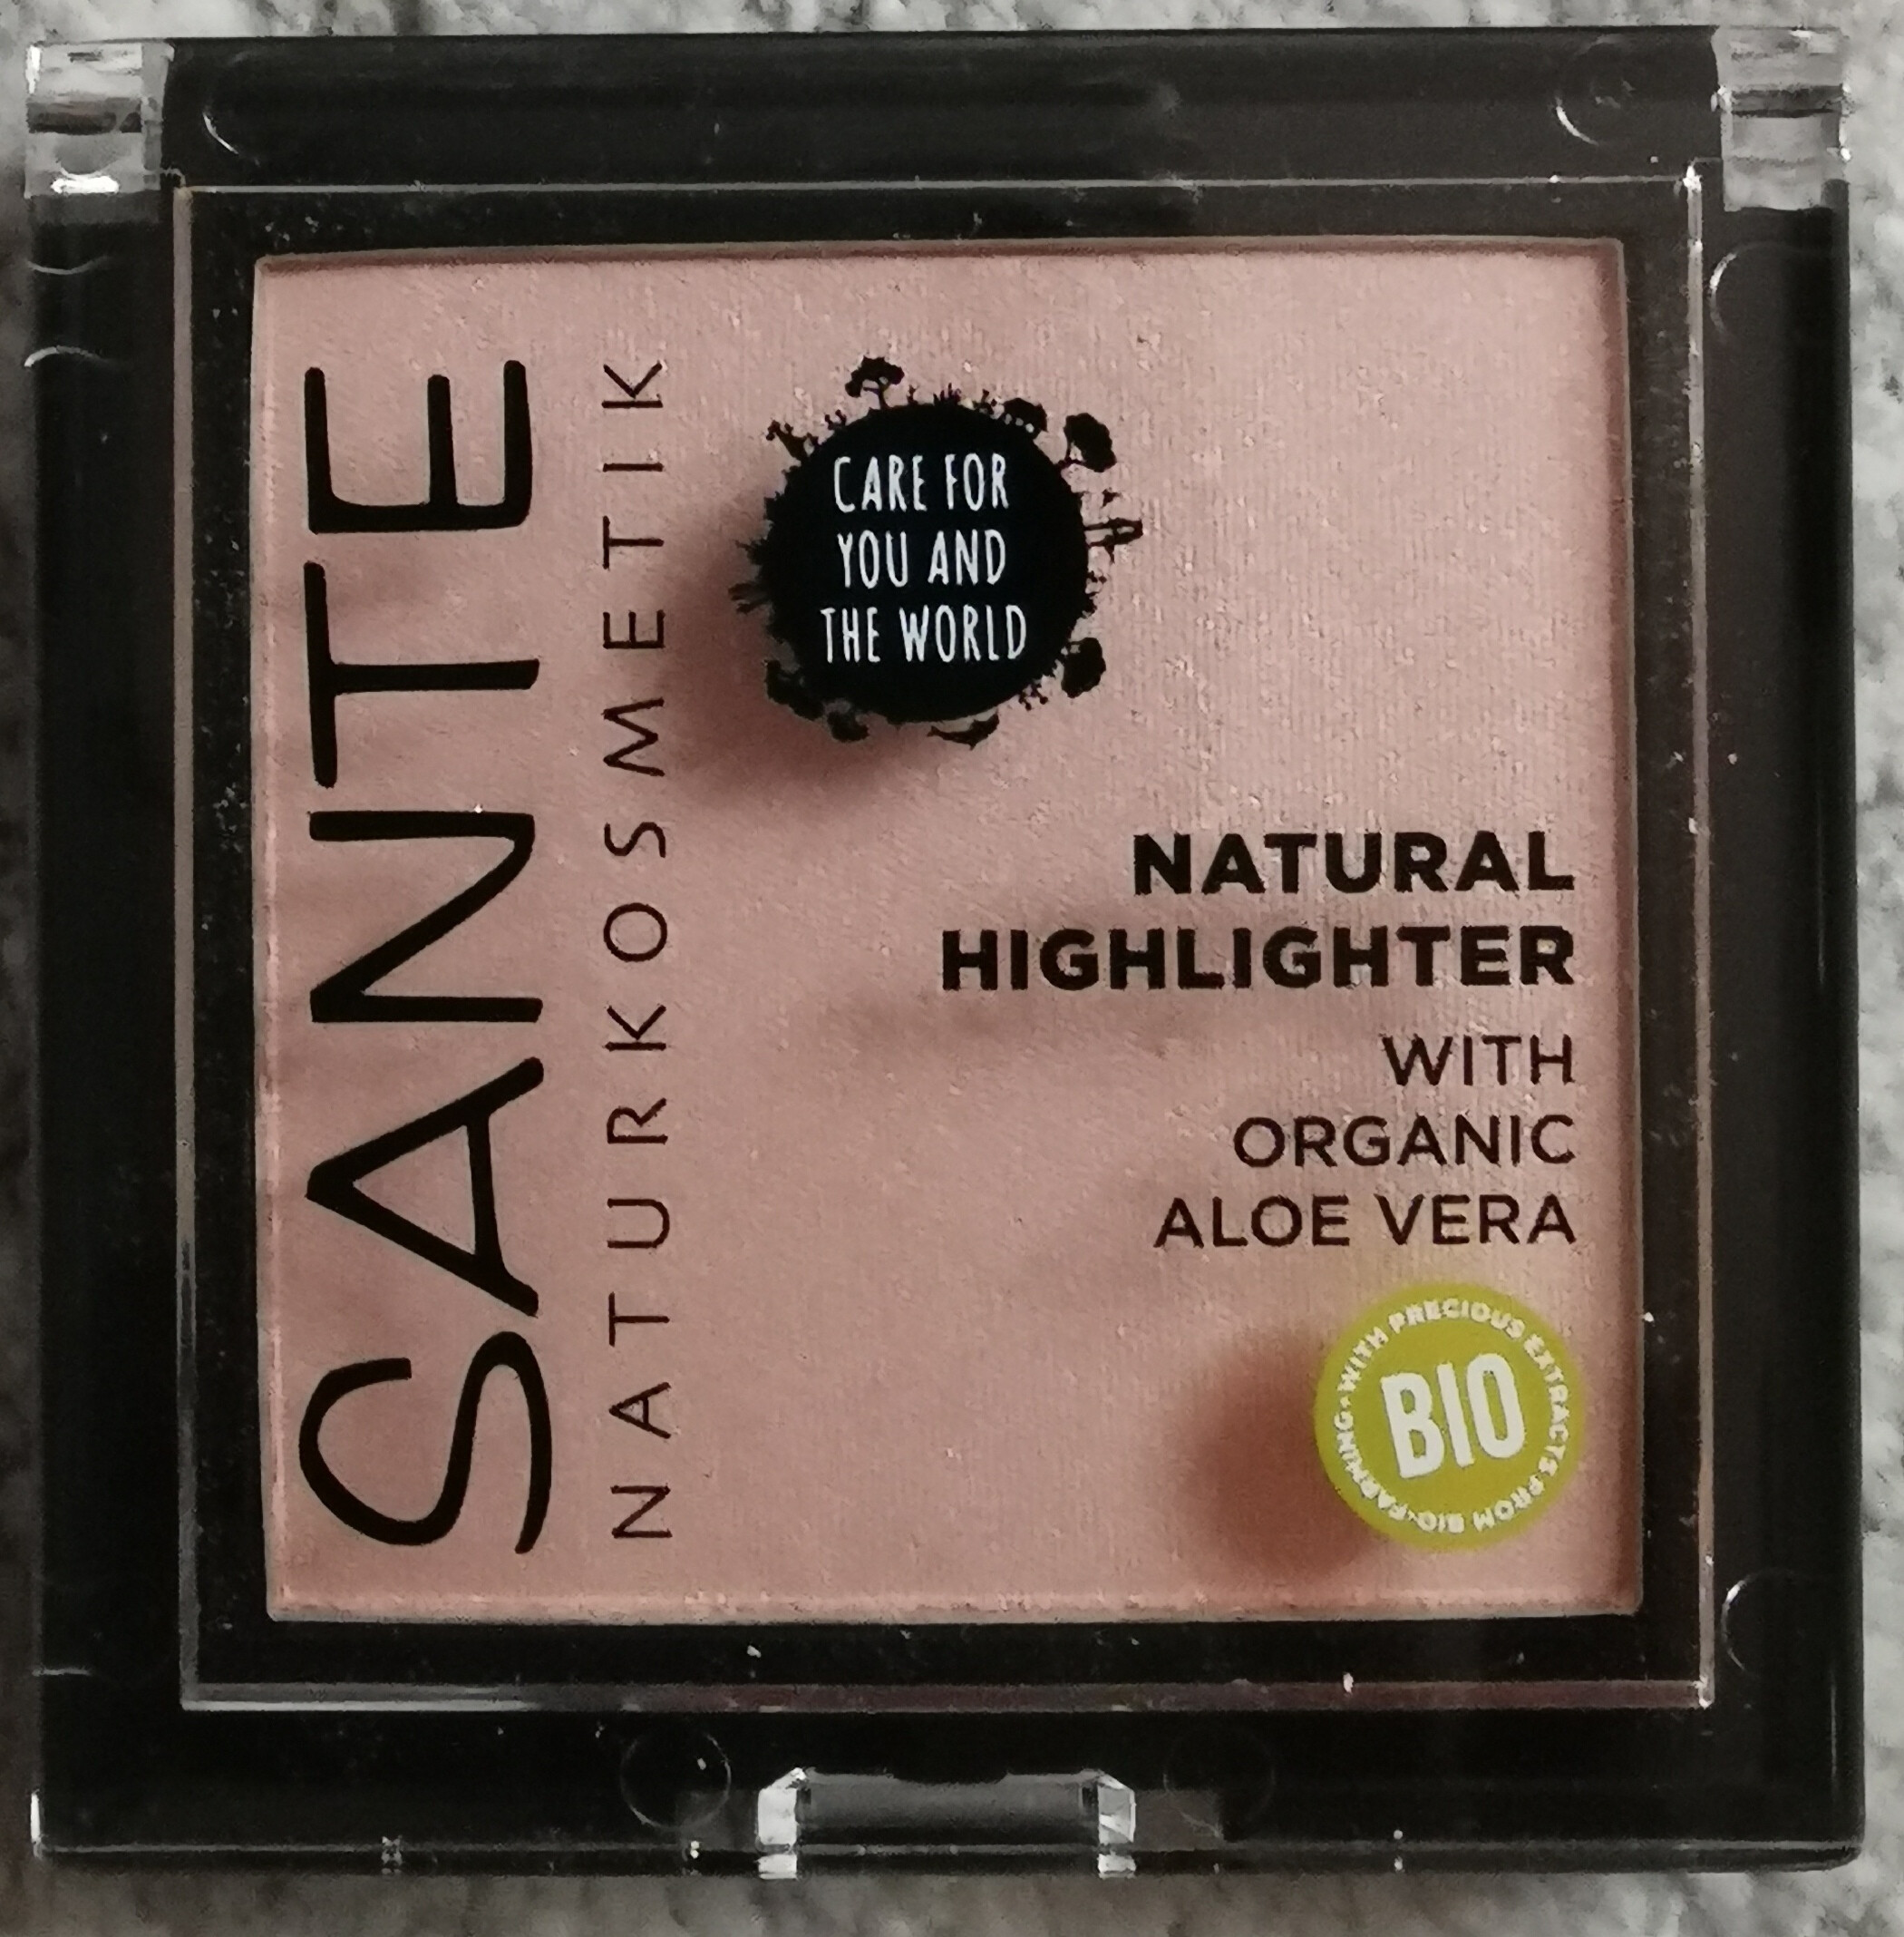 SANTE
NATURKOSMETIK
CARE FOR
YOU AND
THE WORLD
NATURAL
HIGHLIGHTER
WITH
ORGANIC
ALOE VERA
BIO
WITH PRECIOUS EXTRACTS FROM BIO-FARMING